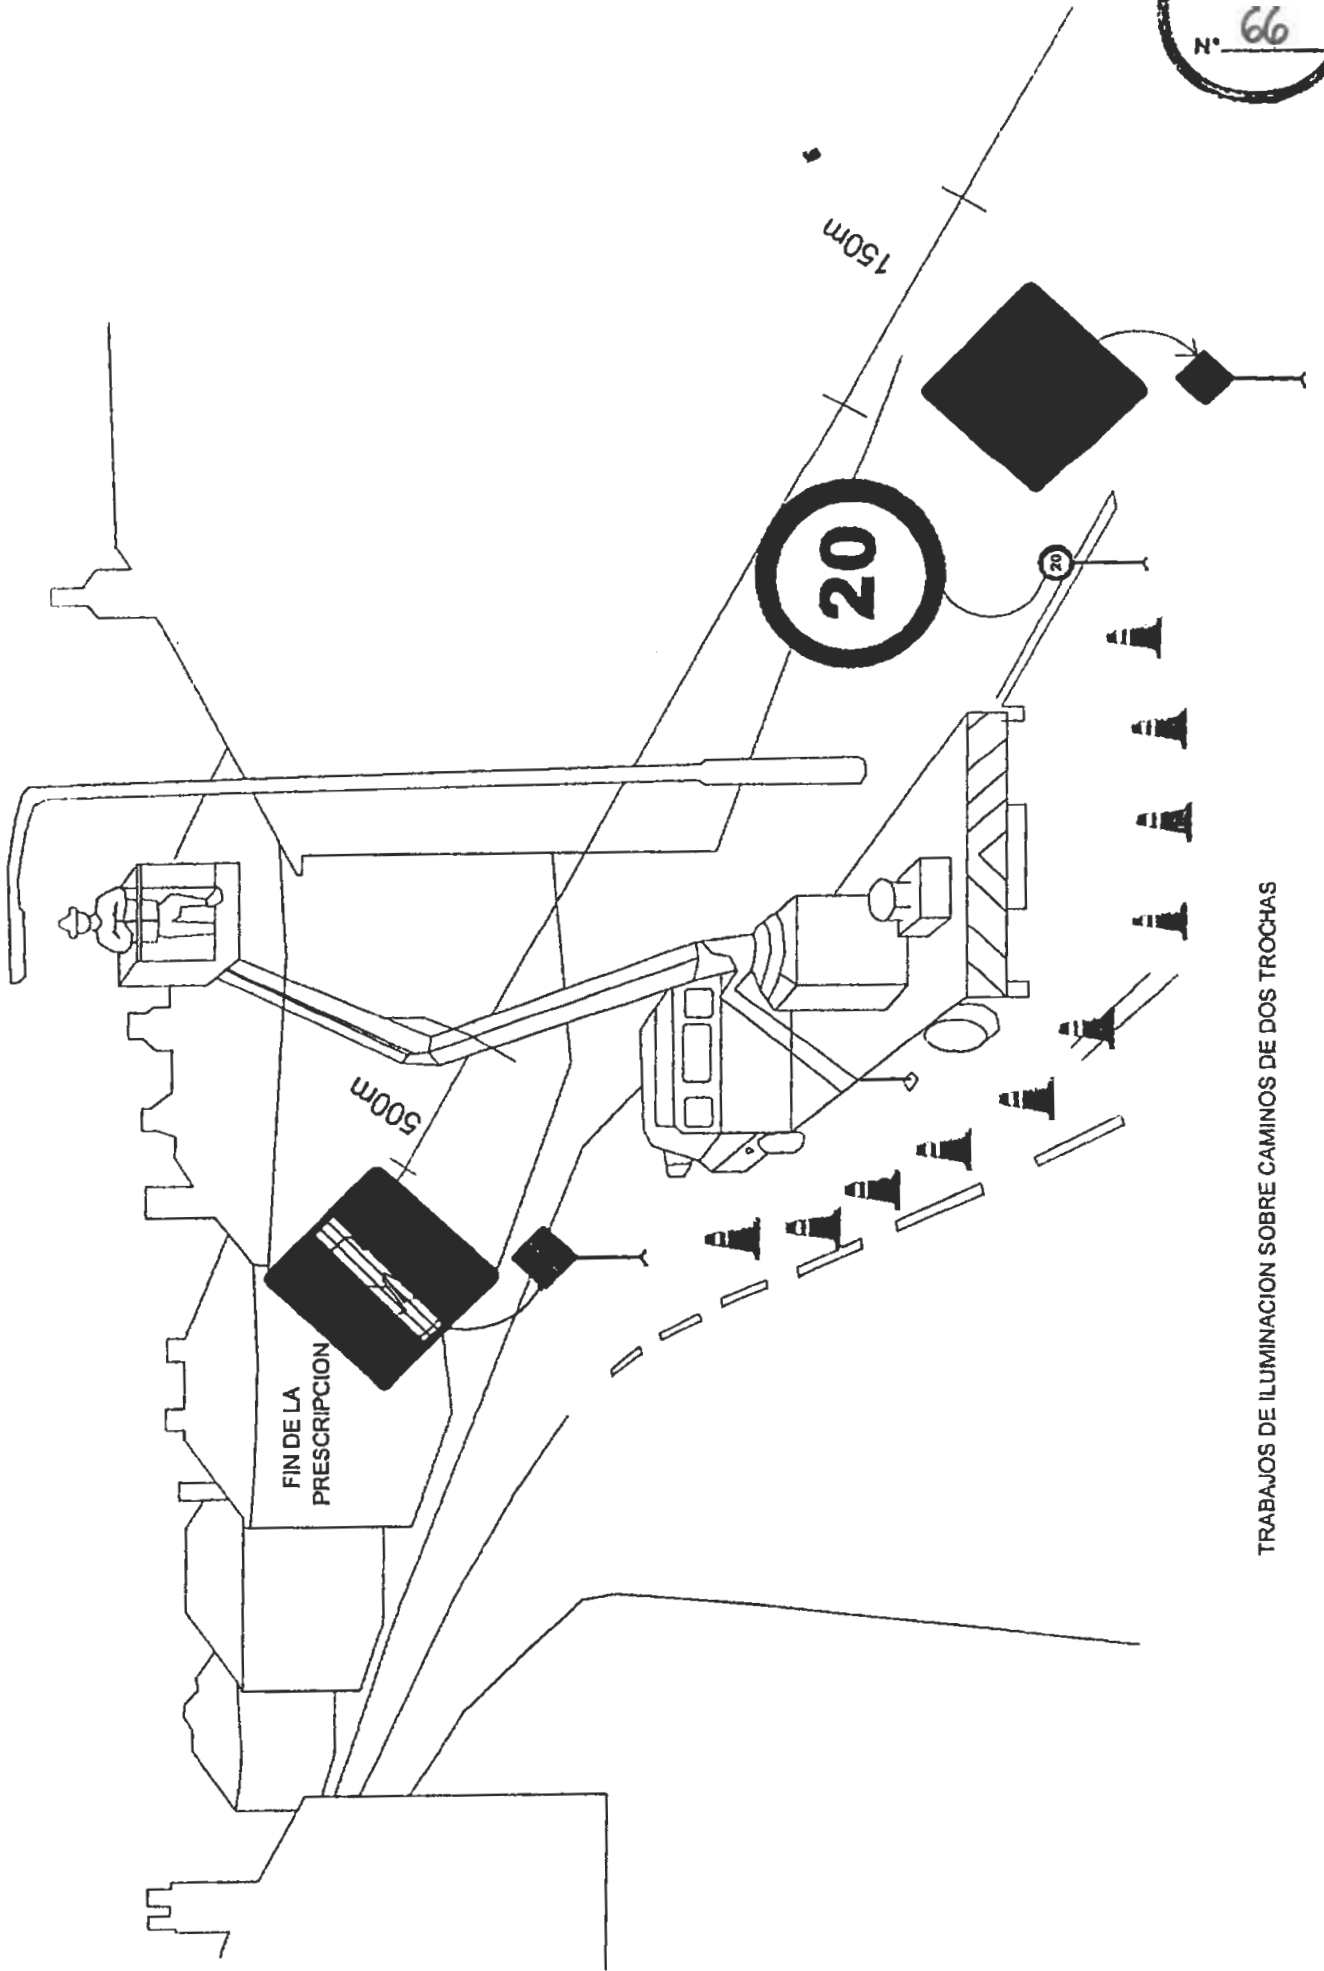 N° 66
150m
20
20
500m
FIN DE LA
PRESCRIPCION
TRABAJOS DE ILUMINACION SOBRE CAMINOS DE DOS TROCHAS